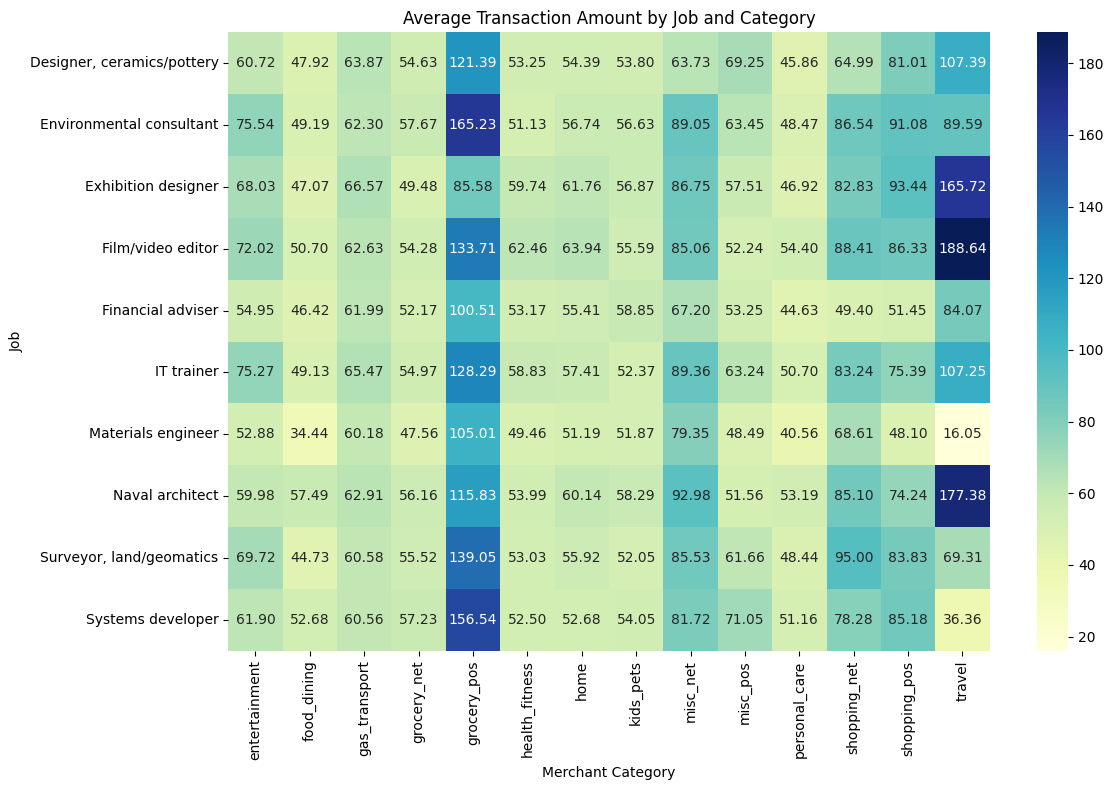 Average Transaction Amount by Job and Category
Job
Designer, ceramics/pottery 60.72 47.92 63.87 54.63 121.39 53.25 54.39 53.80 63.73 69.25 45.86 64.99 81.01 107.39
Environmental consultant 75.54 49.19 62.30 57.67 165.23 51.13 56.74 56.63 89.05 63.45 48.47 86.54 91.08 89.59
Exhibition designer 68.03 47.07 66.57 49.48 85.58 59.74 61.76 56.87 86.75 57.51 46.92 82.83 93.44 165.72
Film/video editor 72.02 50.70 62.63 54.28 133.71 62.46 63.94 55.59 85.06 52.24 54.40 88.41 86.33 188.64
Financial adviser 54.95 46.42 61.99 52.17 100.51 53.17 55.41 58.85 67.20 53.25 44.63 49.40 51.45 84.07
IT trainer 75.27 49.13 65.47 54.97 128.29 58.83 57.41 52.37 89.36 63.24 50.70 83.24 75.39 107.25
Materials engineer 52.88 34.44 60.18 47.56 105.01 49.46 51.19 51.87 79.35 48.49 40.56 68.61 48.10 16.05
Naval architect 59.98 57.49 62.91 56.16 115.83 53.99 60.14 58.29 92.98 51.56 53.19 85.10 74.24 177.38
Surveyor, land/geomatics 69.72 44.73 60.58 55.52 139.05 53.03 55.92 52.05 85.53 61.66 48.44 95.00 83.83 69.31
Systems developer 61.90 52.68 60.56 57.23 156.54 52.50 52.68 54.05 81.72 71.05 51.16 78.28 85.18 36.36
entertainment food_dining gas_transport grocery_net grocery_pos health_fitness home kids_pets misc_net misc_pos personal_care shopping_net shopping_pos travel
Merchant Category
180
160
140
120
100
80
60
40
20